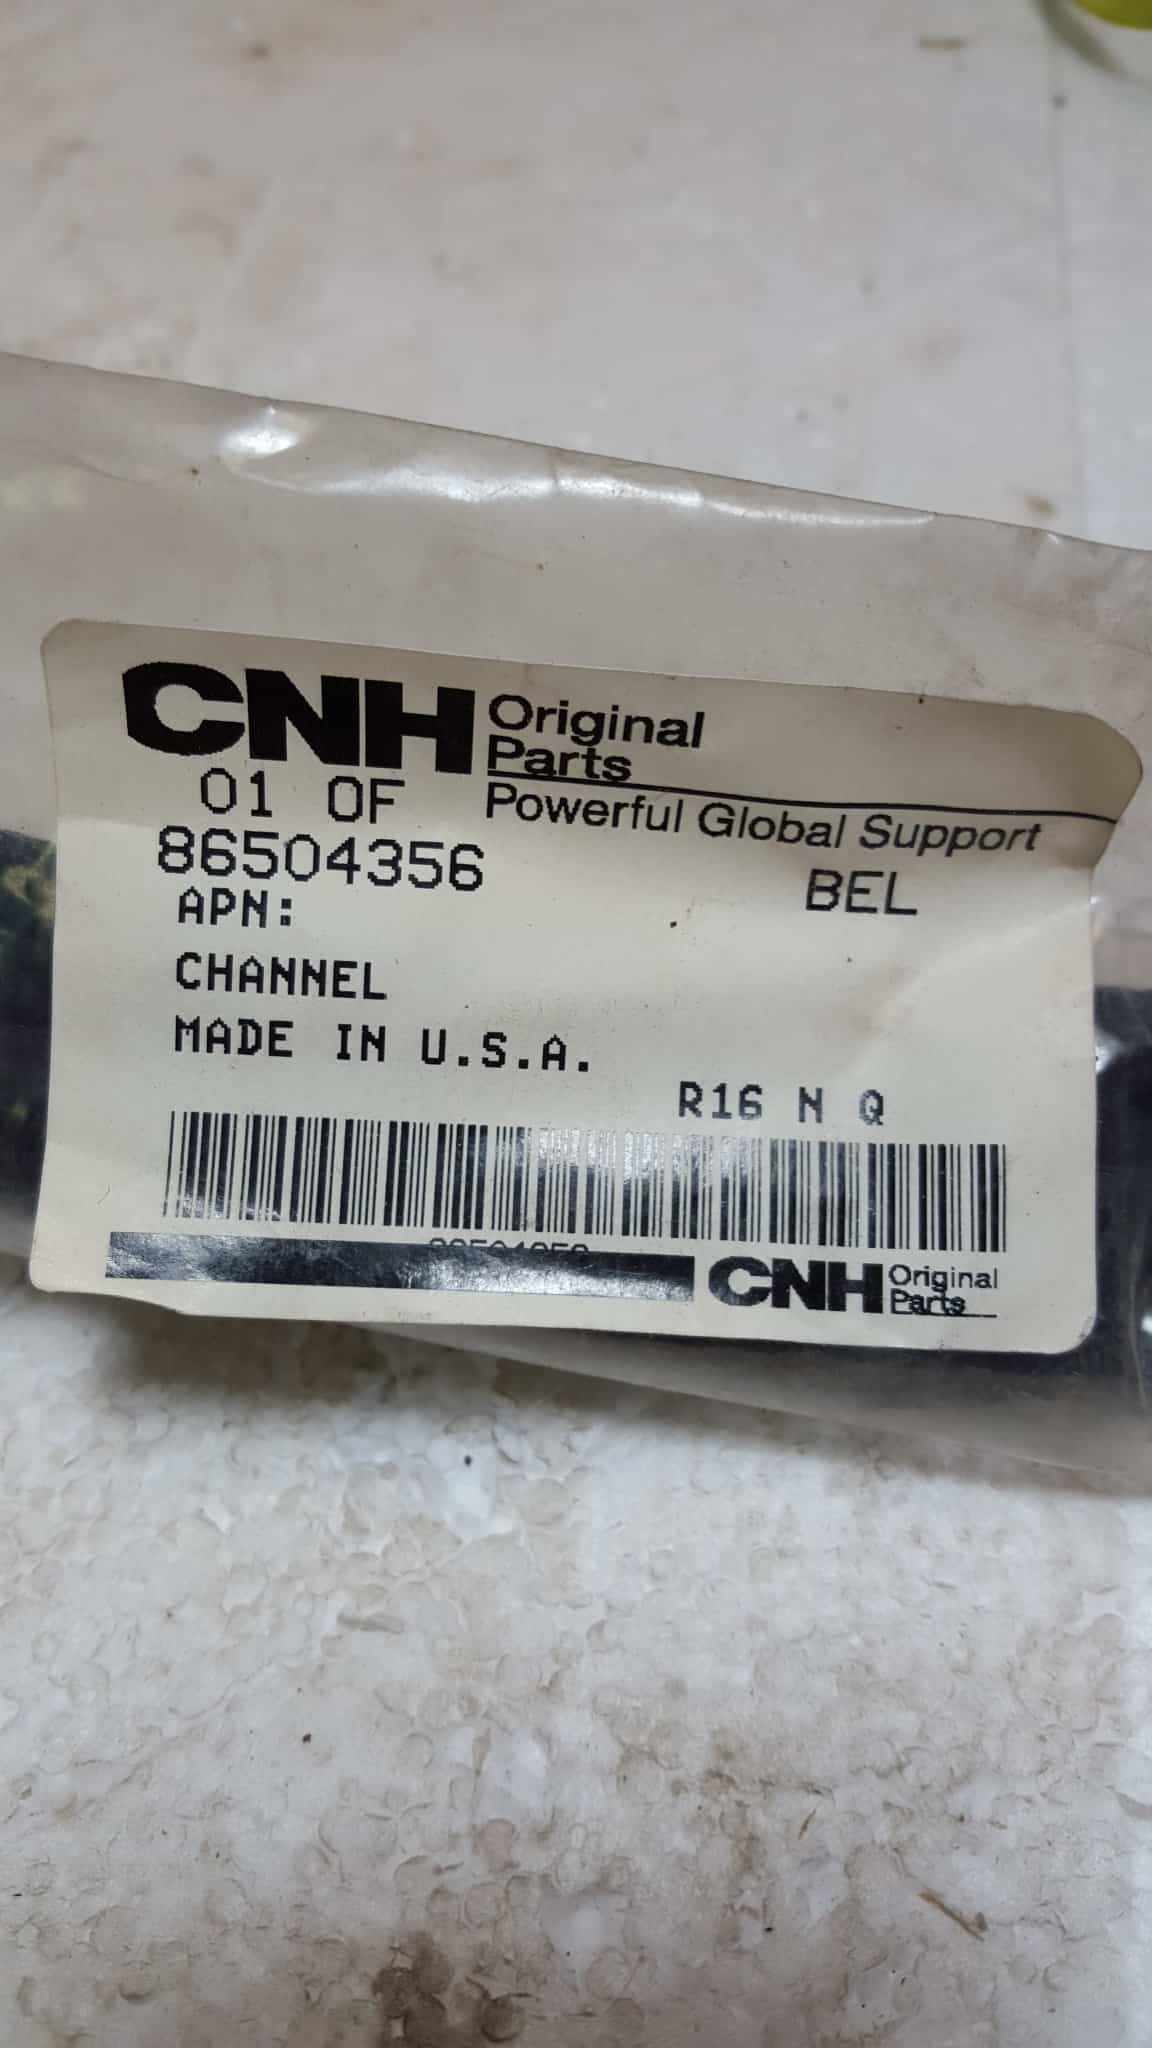 CNH Original
Parts
01 OF Powerful Global Support
86504356 BEL
APN:
CHANNEL
MADE IN U.S.A.
R16 N Q
CNH Original
Parts